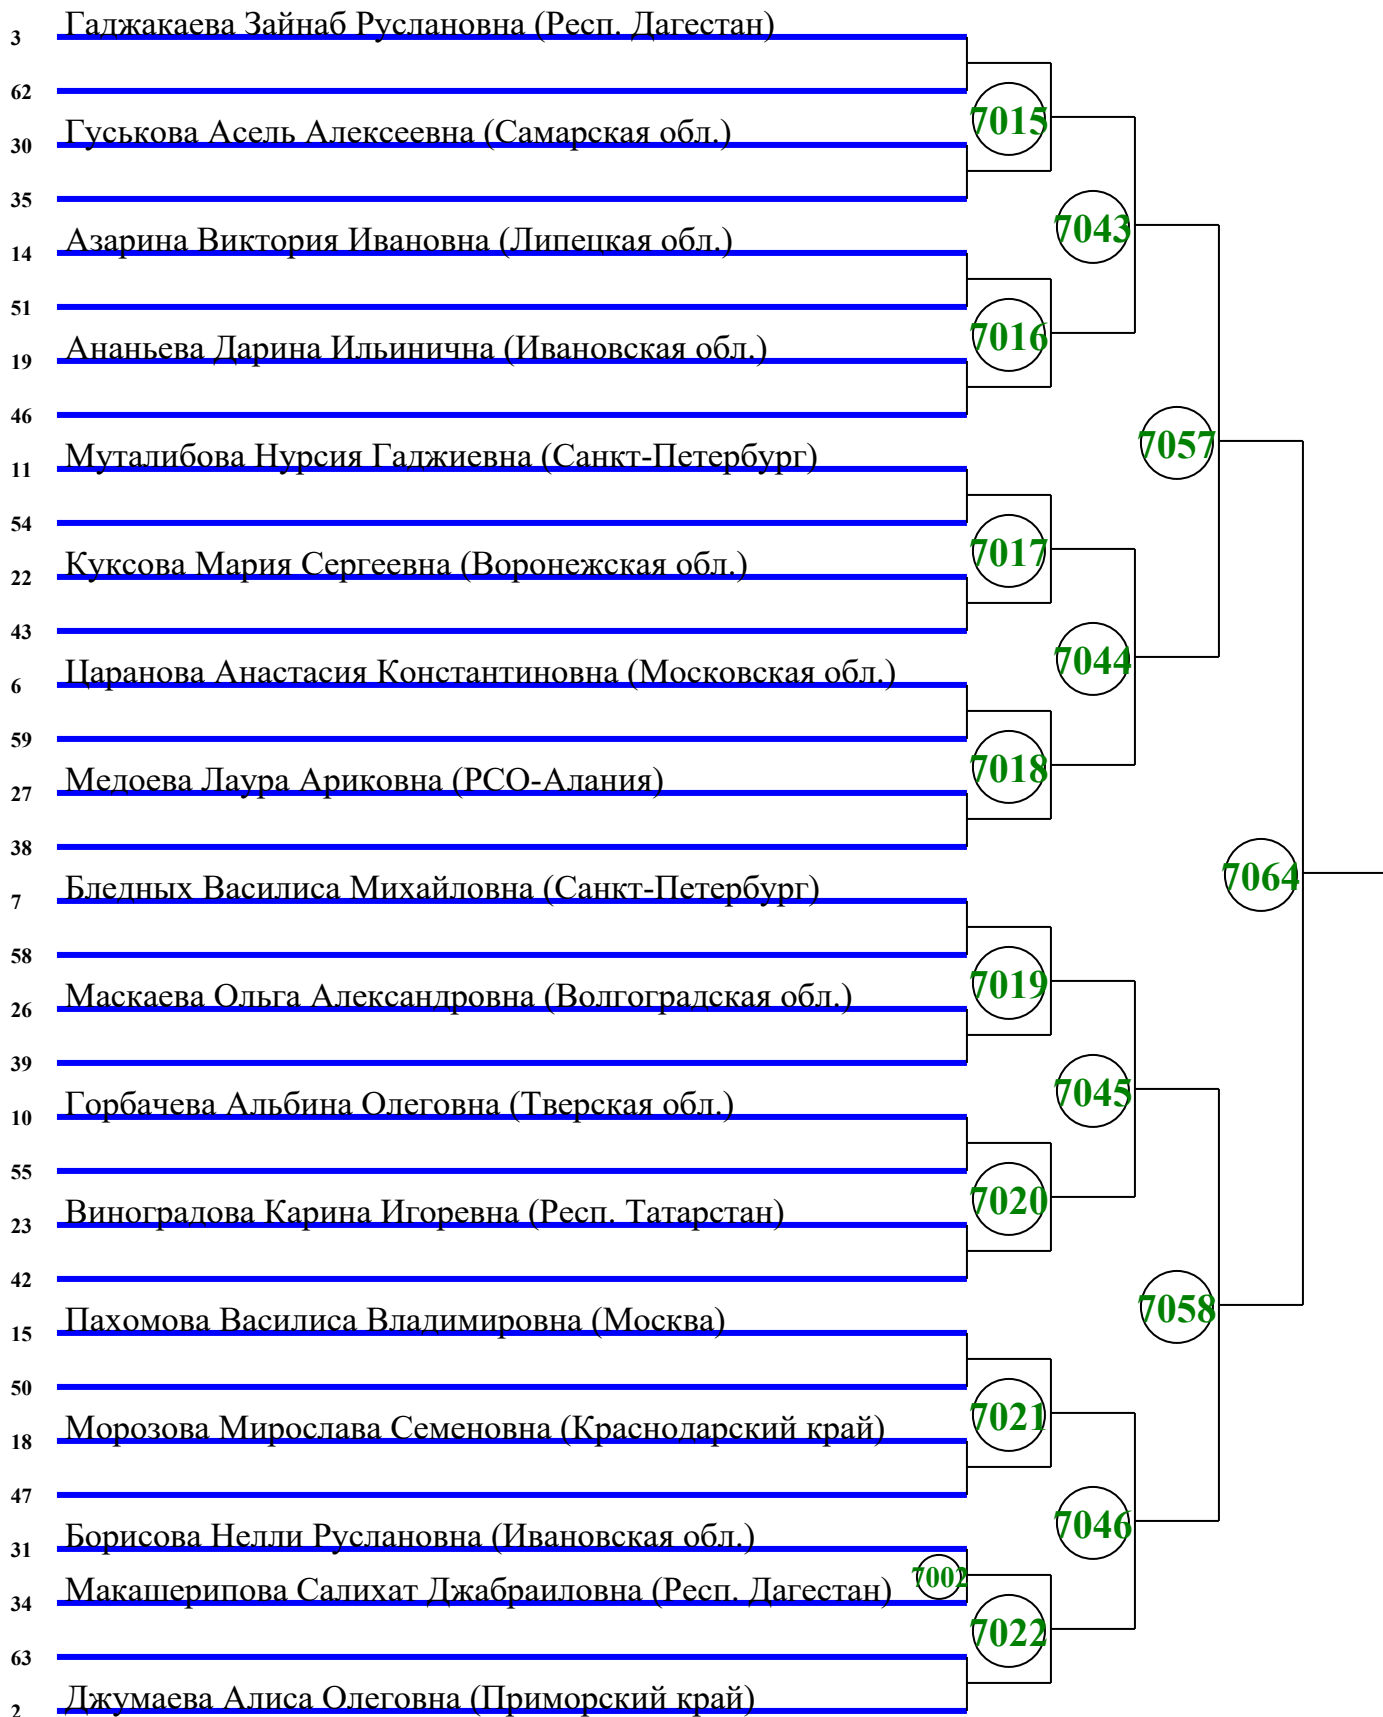 Гаджакаева Зайнаб Руслановна (Респ. Дагестан)
3
62
7015
Гуськова Асель Алексеевна (Самарская обл.)
30
35
7043
Азарина Виктория Ивановна (Липецкая обл.)
14
51
7016
Ананьева Дарина Ильинична (Ивановская обл.)
19
46
7057
Муталибова Нурсия Гаджиевна (Санкт-Петербург)
11
54
7017
Куксова Мария Сергеевна (Воронежская обл.)
22
43
7044
Царанова Анастасия Константиновна (Московская обл.)
6
59
7018
Медоева Лаура Ариковна (РСО-Алания)
27
38
7064
Бледных Василиса Михайловна (Санкт-Петербург)
7
58
7019
Маскаева Ольга Александровна (Волгоградская обл.)
26
39
7045
Горбачева Альбина Олеговна (Тверская обл.)
10
55
7020
Виноградова Карина Игоревна (Респ. Татарстан)
23
42
7058
Пахомова Василиса Владимировна (Москва)
15
50
7021
Морозова Мирослава Семеновна (Краснодарский край)
18
47
7046
Борисова Нелли Руслановна (Ивановская обл.)
31
7002
Макашерипова Салихат Джабраиловна (Респ. Дагестан)
34
7022
63
Джумаева Алиса Олеговна (Приморский край)
2